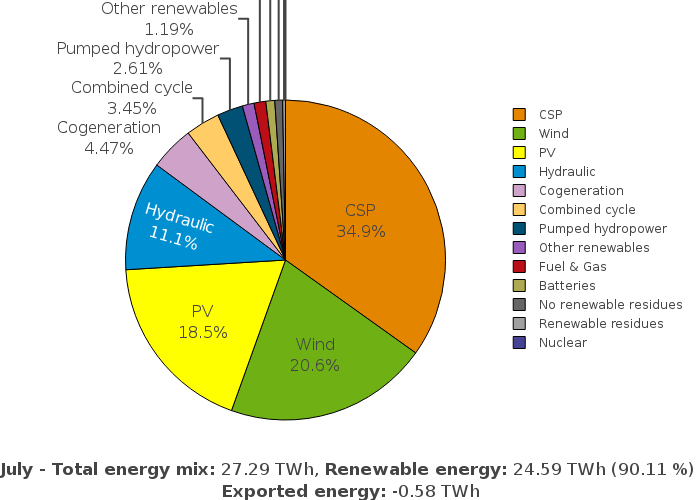 Other renewables
1.19%
Pumped hydropower
2.61%
Combined cycle
3.45%
Cogeneration
4.47%
Hydraulic
11.1%
CSP
34.9%
PV
18.5%
Wind
20.6%
CSP
Wind
PV
Hydraulic
Cogeneration
Combined cycle
Pumped hydropower
Other renewables
Fuel & Gas
Batteries
No renewable residues
Renewable residues
Nuclear
July - Total energy mix: 27.29 TWh, Renewable energy: 24.59 TWh (90.11 %)
Exported energy: -0.58 TWh